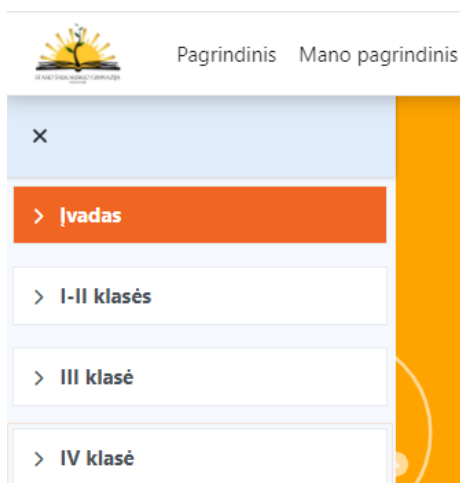 Pagrindinis Mano pagrindinis
Įvadas
I-II klasės
III klasė
IV klasė